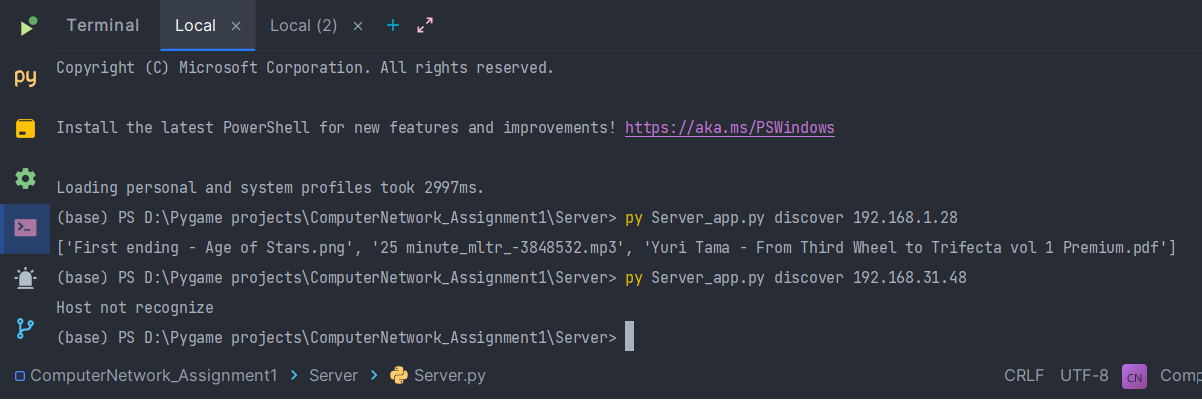 Terminal
Local × Local (2) × +
py
Copyright (C) Microsoft Corporation. All rights reserved.
Install the latest PowerShell for new features and improvements! https://aka.ms/PSWindows
Loading personal and system profiles took 2997ms.
(base) PS D:\Pygame projects\ComputerNetwork_Assignment1\Server> py Server_app.py discover 192.168.1.28
['First ending - Age of Stars.png', '25 minute_mltr_-3848532.mp3', 'Yuri Tama - From Third Wheel to Trifecta vol 1 Premium.pdf']
(base) PS D:\Pygame projects\ComputerNetwork_Assignment1\Server> py Server_app.py discover 192.168.31.48
Host not recognize
(base) PS D:\Pygame projects\ComputerNetwork_Assignment1\Server>
ComputerNetwork_Assignment1 > Server > Server.py CRLF UTF-8 CN Comp